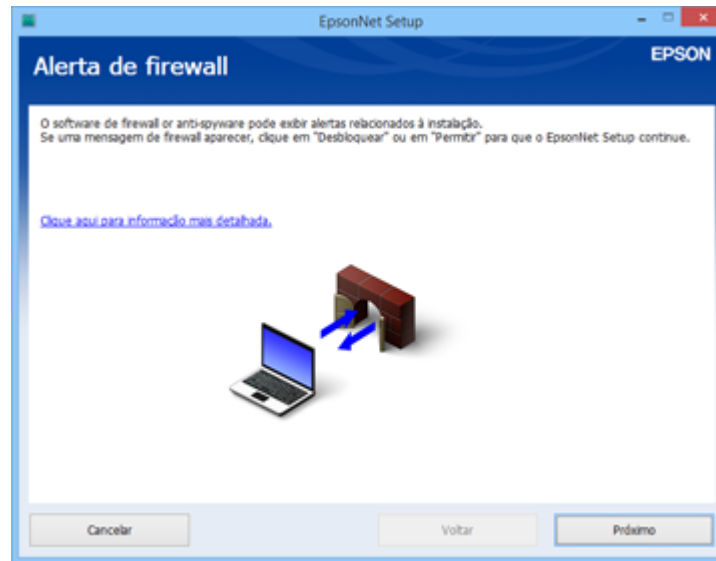 EpsonNet Setup
EPSON
Alerta de firewall
O software de firewall or anti-spyware pode exibir alertas relacionados à instalação.
Se uma mensagem de firewall aparecer, clique em "Desbloquear" ou em "Permitir" para que o EpsonNet Setup continue.
Clique aqui para informação mais detalhada.
Cancelar
Voltar
Próximo